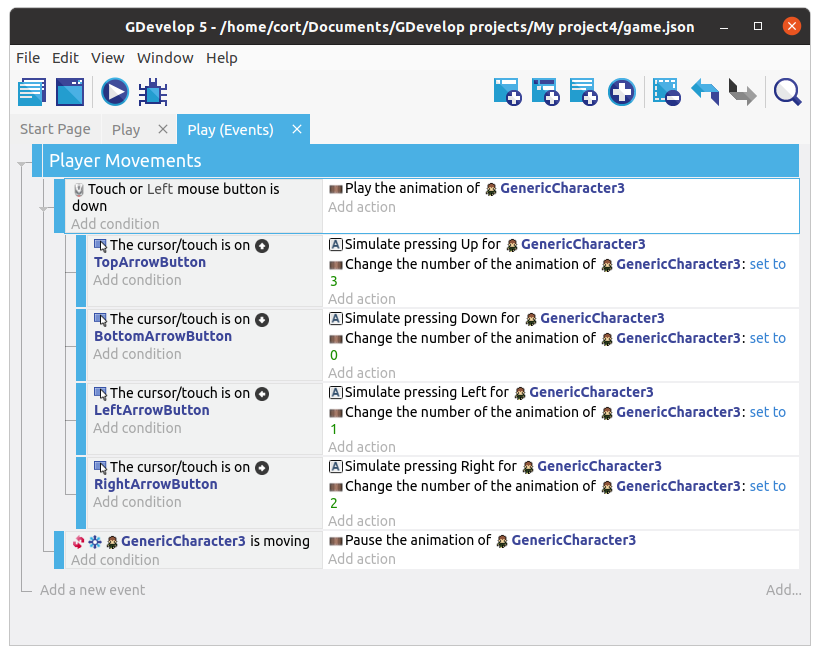 GDevelop 5 - /home/cort/Documents/GDevelop projects/My project4/game.json
File Edit View Window Help
Start Page Play × Play (Events) ×
Player Movements
Touch or Left mouse button is
down
Add condition
Play the animation of GenericCharacter3
Add action
The cursor/touch is on
TopArrowButton
Add condition
A Simulate pressing Up for GenericCharacter3
Change the number of the animation of GenericCharacter3: set to
3
Add action
The cursor/touch is on
BottomArrowButton
Add condition
A Simulate pressing Down for GenericCharacter3
Change the number of the animation of GenericCharacter3: set to
0
Add action
The cursor/touch is on
LeftArrowButton
Add condition
A Simulate pressing Left for GenericCharacter3
Change the number of the animation of GenericCharacter3: set to
1
Add action
The cursor/touch is on
RightArrowButton
Add condition
A Simulate pressing Right for GenericCharacter3
Change the number of the animation of GenericCharacter3: set to
2
Add action
GenericCharacter3 is moving
Add condition
Pause the animation of GenericCharacter3
Add action
Add a new event
Add...